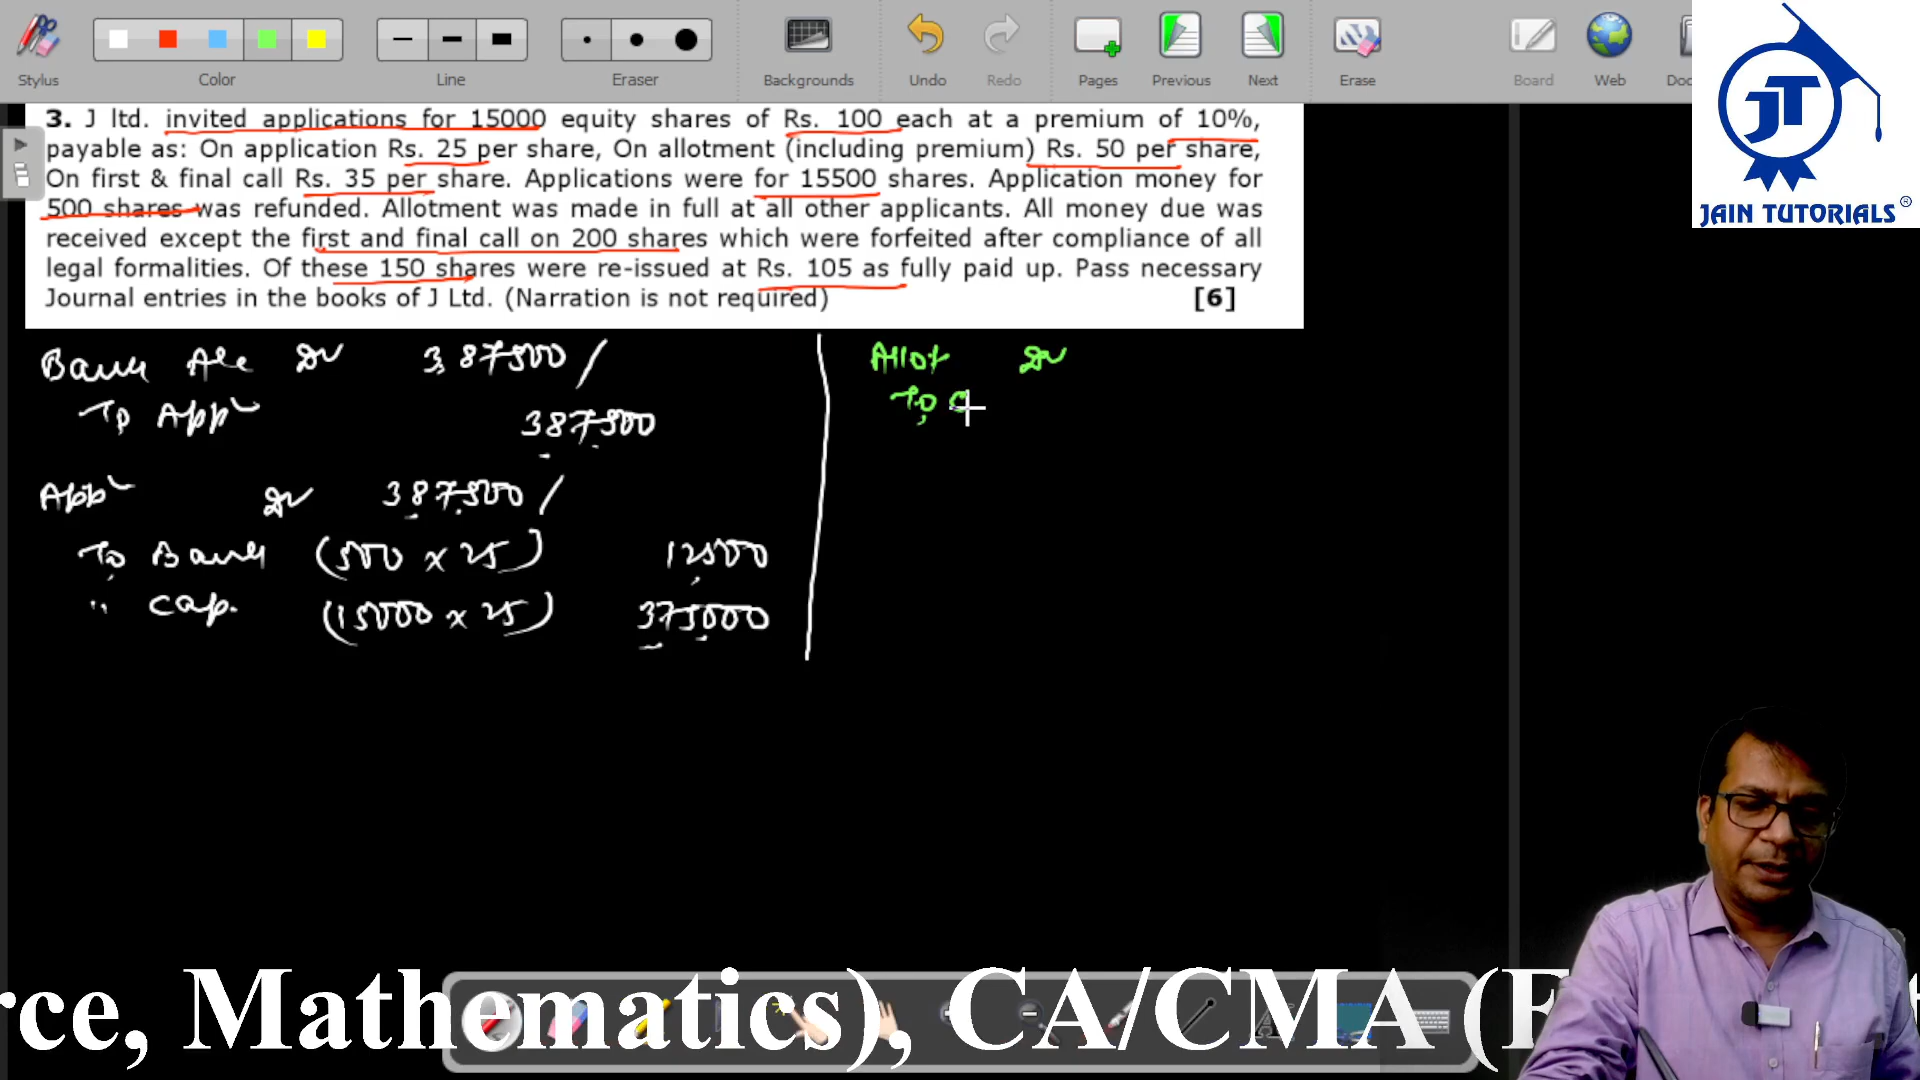 Stylus
Color
Line
Eraser
Backgrounds
Undo
Redo
Pages
Previous
Next
Erase
Board
Web
JT
JAIN TUTORIALS®
3. J ltd. invited applications for 15000 equity shares of Rs. 100 each at a premium of 10%,
payable as: On application Rs. 25 per share, On allotment (including premium) Rs. 50 per share,
On first & final call Rs. 35 per share. Applications were for 15500 shares. Application money for
500 shares was refunded. Allotment was made in full at all other applicants. All money due was
received except the first and final call on 200 shares which were forfeited after compliance of all
legal formalities. Of these 150 shares were re-issued at Rs. 105 as fully paid up. Pass necessary
Journal entries in the books of J Ltd. (Narration is not required) [6]
Bank A/c Dr 3,87500/
To App 387500
App Dr 387500/
To Bank (500 x 25) 12500
" Cap. (15000 x 25) 375000
Allot Dr
To C
rce, Mathematics), CA/CMA (F